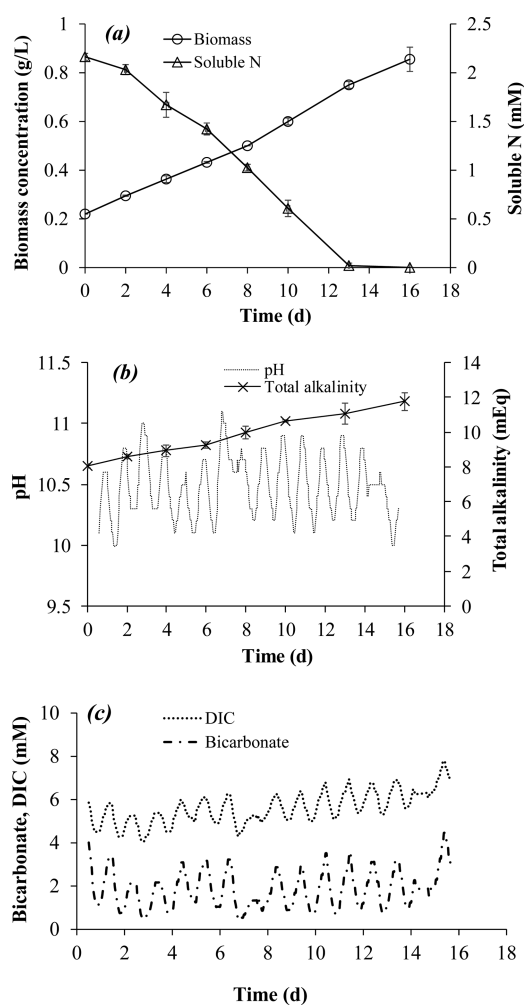 (a)
Biomass
Soluble N
Biomass concentration (g/L)
Soluble N (mM)
1
0.8
0.6
0.4
0.2
0
2.5
2
1.5
1
0.5
0
0 2 4 6 8 10 12 14 16 18
Time (d)
(b)
pH
Total alkalinity
pH
Total alkalinity (mEq)
11.5
11
10.5
10
9.5
14
12
10
8
6
4
2
0
0 2 4 6 8 10 12 14 16 18
Time (d)
(c)
DIC
Bicarbonate
Bicarbonate, DIC (mM)
10
8
6
4
2
0
0 2 4 6 8 10 12 14 16 18
Time (d)